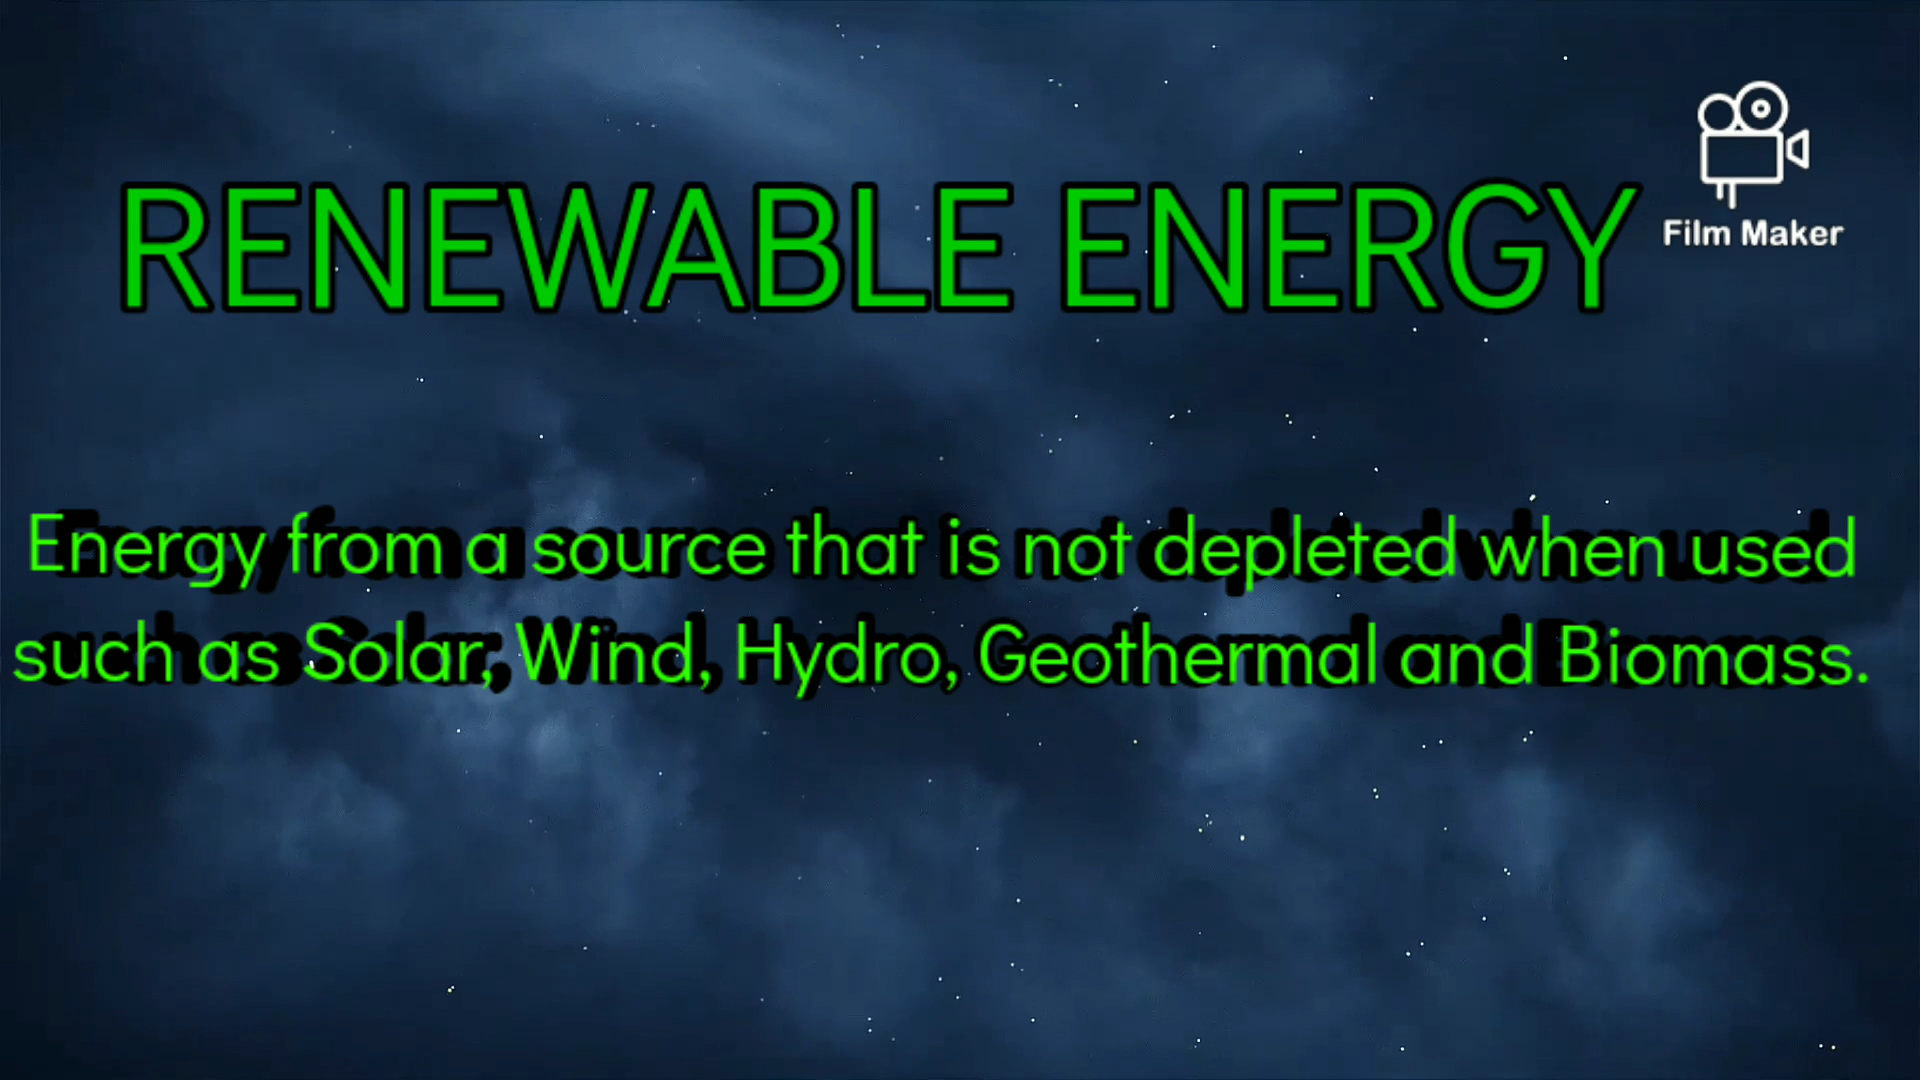 RENEWABLE ENERGY
Film Maker
Energy from a source that is not depleted when used
such as Solar, Wind, Hydro, Geothermal and Biomass.